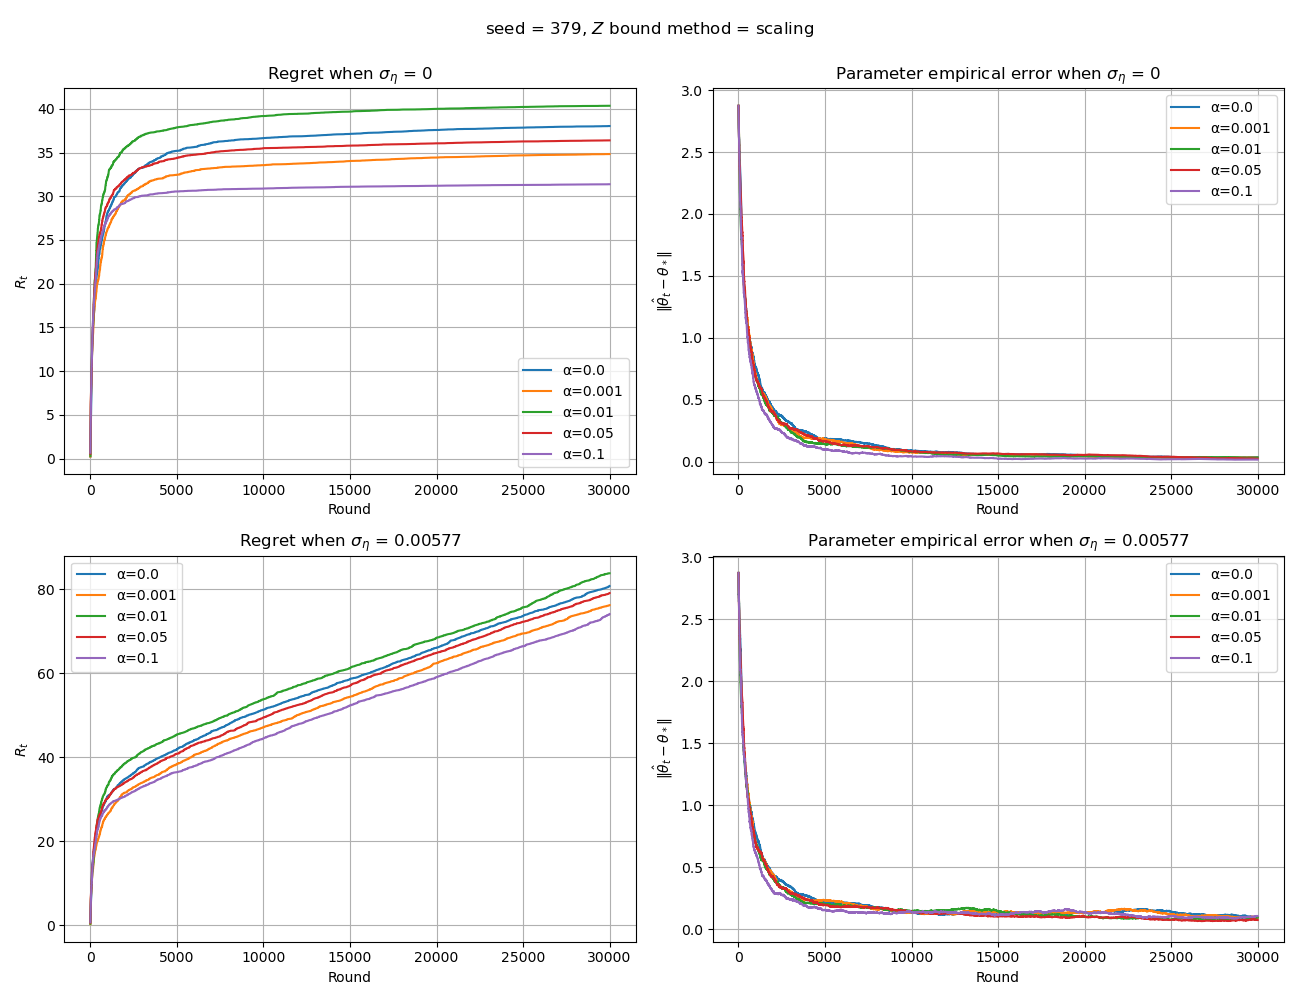 seed = 379, Z bound method = scaling
Regret when σ_η = 0
R_t
40
35
30
25
20
15
10
5
0
α=0.0
α=0.001
α=0.01
α=0.05
α=0.1
0 5000 10000 15000 20000 25000 30000
Round
Parameter empirical error when σ_η = 0
‖θ̂_t − θ_*‖
3.0
2.5
2.0
1.5
1.0
0.5
0.0
α=0.0
α=0.001
α=0.01
α=0.05
α=0.1
0 5000 10000 15000 20000 25000 30000
Round
Regret when σ_η = 0.00577
R_t
80
60
40
20
0
α=0.0
α=0.001
α=0.01
α=0.05
α=0.1
0 5000 10000 15000 20000 25000 30000
Round
Parameter empirical error when σ_η = 0.00577
‖θ̂_t − θ_*‖
3.0
2.5
2.0
1.5
1.0
0.5
0.0
α=0.0
α=0.001
α=0.01
α=0.05
α=0.1
0 5000 10000 15000 20000 25000 30000
Round